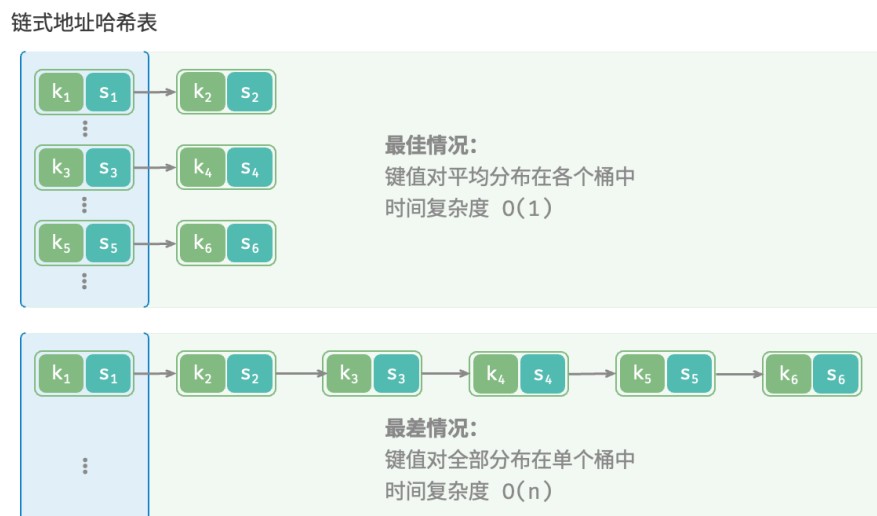 链式地址哈希表
k₁ s₁ k₂ s₂
k₃ s₃ k₄ s₄
k₅ s₅ k₆ s₆
最佳情况：
键值对平均分布在各个桶中
时间复杂度 O(1)
k₁ s₁ k₂ s₂ k₃ s₃ k₄ s₄ k₅ s₅ k₆ s₆
最差情况：
键值对全部分布在单个桶中
时间复杂度 O(n)